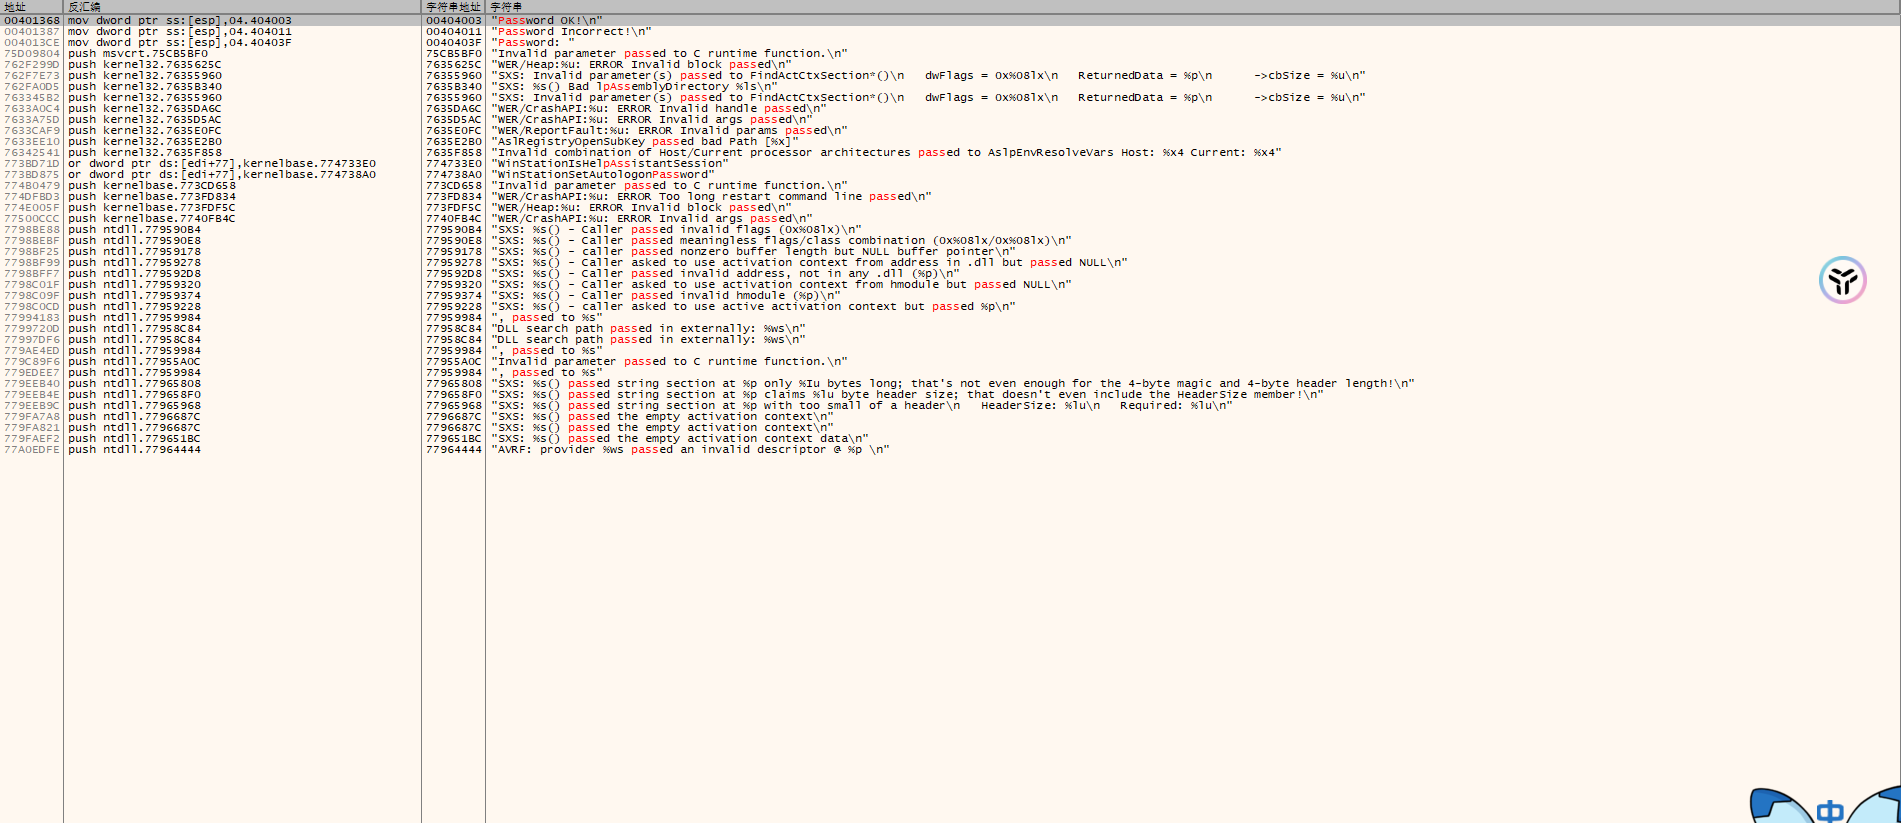 地址 反汇编 字符串地址 字符串
00401368 mov dword ptr ss:[esp],04.404003 00404003 "Password OK!\n"
00401387 mov dword ptr ss:[esp],04.404011 00404011 "Password Incorrect!\n"
004013CE mov dword ptr ss:[esp],04.40403F 0040403F "Password: "
75D09804 push msvcrt.75CB5BF0 75CB5BF0 "Invalid parameter passed to C runtime function.\n"
762F299D push kernel32.7635625C 7635625C "WER/Heap:%u: ERROR Invalid block passed\n"
762F7E73 push kernel32.76355960 76355960 "SXS: Invalid parameter(s) passed to FindActCtxSection*()\n   dwFlags = 0x%08lx\n   ReturnedData = %p\n      ->cbSize = %u\n"
762FA0D5 push kernel32.7635B340 7635B340 "SXS: %s() Bad lpAssemblyDirectory %ls\n"
763345B2 push kernel32.76355960 76355960 "SXS: Invalid parameter(s) passed to FindActCtxSection*()\n   dwFlags = 0x%08lx\n   ReturnedData = %p\n      ->cbSize = %u\n"
7633A0C4 push kernel32.7635DA6C 7635DA6C "WER/CrashAPI:%u: ERROR Invalid handle passed\n"
7633A75D push kernel32.7635D5AC 7635D5AC "WER/CrashAPI:%u: ERROR Invalid args passed\n"
7633CAF9 push kernel32.7635E0FC 7635E0FC "WER/ReportFault:%u: ERROR Invalid params passed\n"
7633EE10 push kernel32.7635E2B0 7635E2B0 "AslRegistryOpenSubKey passed bad Path [%x]"
76342541 push kernel32.7635F858 7635F858 "Invalid combination of Host/Current processor architectures passed to AslpEnvResolveVars Host: %x4 Current: %x4"
773BD71D or dword ptr ds:[edi+77],kernelbase.774733E0 774733E0 "WinStationIsHelpAssistantSession"
773BD875 or dword ptr ds:[edi+77],kernelbase.774738A0 774738A0 "WinStationSetAutologonPassword"
774B0479 push kernelbase.773CD658 773CD658 "Invalid parameter passed to C runtime function.\n"
774DFBD3 push kernelbase.773FD834 773FD834 "WER/CrashAPI:%u: ERROR Too long restart command line passed\n"
774E005F push kernelbase.773FDF5C 773FDF5C "WER/Heap:%u: ERROR Invalid block passed\n"
77500CCC push kernelbase.7740FB4C 7740FB4C "WER/CrashAPI:%u: ERROR Invalid args passed\n"
7798BE88 push ntdll.779590B4 779590B4 "SXS: %s() - Caller passed invalid flags (0x%08lx)\n"
7798BEBF push ntdll.779590E8 779590E8 "SXS: %s() - Caller passed meaningless flags/class combination (0x%08lx/0x%08lx)\n"
7798BF25 push ntdll.77959178 77959178 "SXS: %s() - caller passed nonzero buffer length but NULL buffer pointer\n"
7798BF99 push ntdll.77959278 77959278 "SXS: %s() - Caller asked to use activation context from address in .dll but passed NULL\n"
7798BFF7 push ntdll.779592D8 779592D8 "SXS: %s() - Caller passed invalid address, not in any .dll (%p)\n"
7798C01F push ntdll.77959320 77959320 "SXS: %s() - Caller asked to use activation context from hmodule but passed NULL\n"
7798C09F push ntdll.77959374 77959374 "SXS: %s() - Caller passed invalid hmodule (%p)\n"
7798C0CD push ntdll.77959228 77959228 "SXS: %s() - caller asked to use active activation context but passed %p\n"
77994183 push ntdll.77959984 77959984 ", passed to %s"
7799720D push ntdll.77958C84 77958C84 "DLL search path passed in externally: %ws\n"
77997DF6 push ntdll.77958C84 77958C84 "DLL search path passed in externally: %ws\n"
779AE4ED push ntdll.77959984 77959984 ", passed to %s"
779C89F6 push ntdll.77955A0C 77955A0C "Invalid parameter passed to C runtime function.\n"
779EDEE7 push ntdll.77959984 77959984 ", passed to %s"
779EEB40 push ntdll.77965808 77965808 "SXS: %s() passed string section at %p only %Iu bytes long; that's not even enough for the 4-byte magic and 4-byte header length!\n"
779EEB4E push ntdll.779658F0 779658F0 "SXS: %s() passed string section at %p claims %lu byte header size; that doesn't even include the HeaderSize member!\n"
779EEB9C push ntdll.77965968 77965968 "SXS: %s() passed string section at %p with too small of a header\n   HeaderSize: %lu\n   Required: %lu\n"
779FA7A8 push ntdll.7796687C 7796687C "SXS: %s() passed the empty activation context\n"
779FA821 push ntdll.7796687C 7796687C "SXS: %s() passed the empty activation context\n"
779FAEF2 push ntdll.779651BC 779651BC "SXS: %s() passed the empty activation context data\n"
77A0EDFE push ntdll.77964444 77964444 "AVRF: provider %ws passed an invalid descriptor @ %p \n"
中